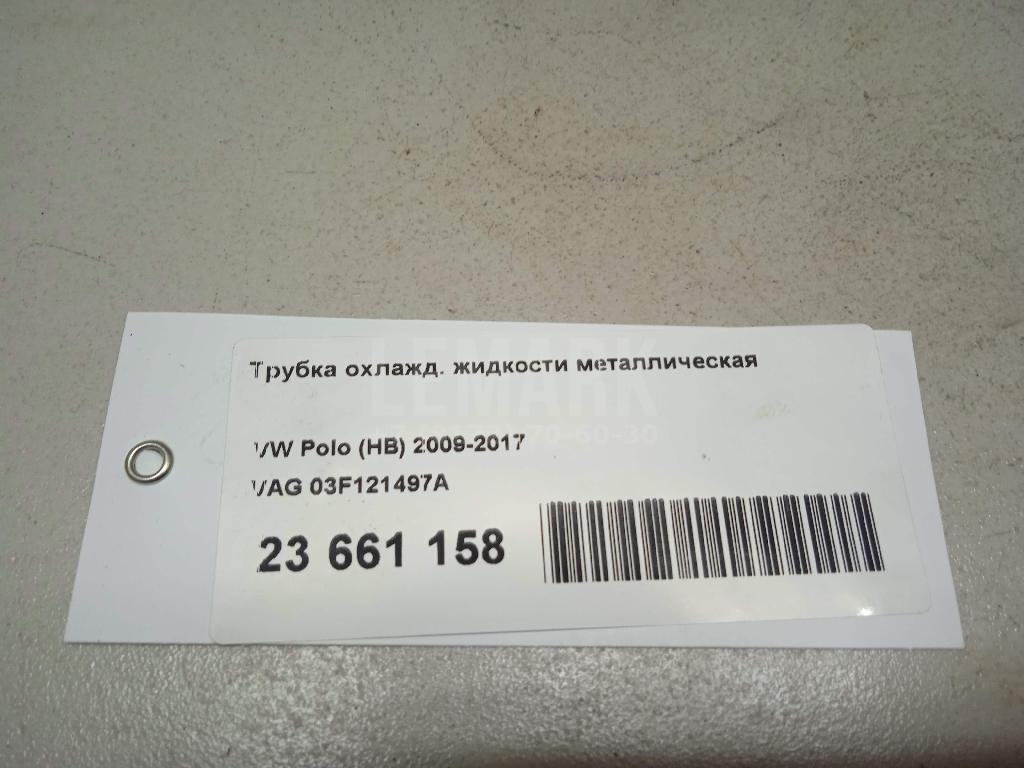 Трубка охлажд. жидкости металлическая
LEMARK
VW Polo (HB) 2009-2017
VAG 03F121497A
23 661 158